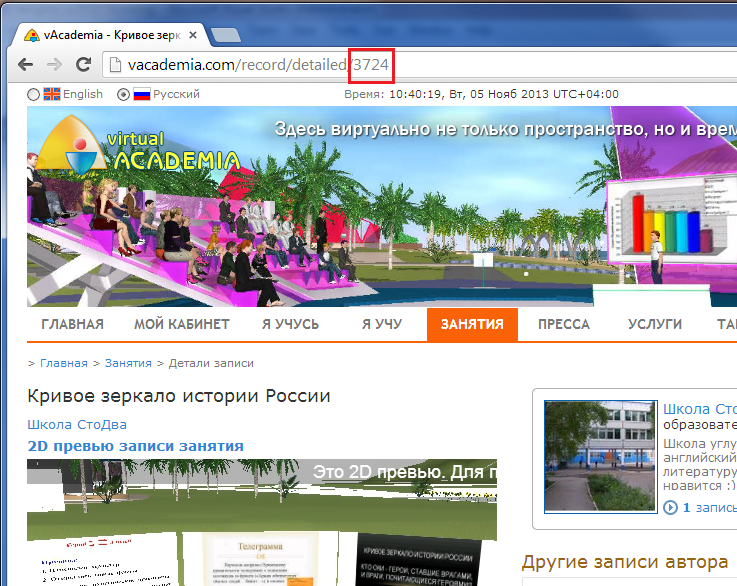 vAcademia - Кривое зерк
vacademia.com/record/detailed/3724
English Русский Время: 10:40:19, Вт, 05 Нояб 2013 UTC+04:00
virtual
ACADEMIA
Здесь виртуально не только пространство, но и врем
ГЛАВНАЯ МОЙ КАБИНЕТ Я УЧУСЬ Я УЧУ ЗАНЯТИЯ ПРЕССА УСЛУГИ ТА
> Главная > Занятия > Детали записи
Кривое зеркало истории России
Школа СтоДва
2D превью записи занятия
Это 2D превью. Для п
Телеграмма
КРИВОЕ ЗЕРКАЛО ИСТОРИИ РОССИИ
КТО ОНИ - ГЕРОИ, СТАВШИЕ ВРАГАМИ,
И ВРАГИ, ПОЧИТАЮЩИЕСЯ ГЕРОЯМИ?
Школа Сто
образовате
Школа углу
английский
литературу
нравится :)
1 запись
Другие записи автора